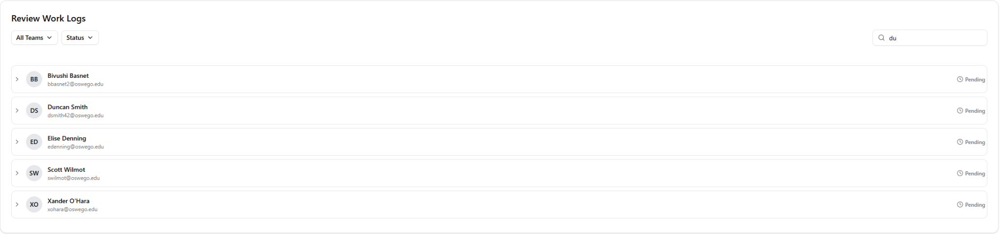 Review Work Logs
All Teams
Status
du
BB
Bivushi Basnet
bbasnet2@oswego.edu
Pending
DS
Duncan Smith
dsmith42@oswego.edu
Pending
ED
Elise Denning
edenning@oswego.edu
Pending
SW
Scott Wilmot
swilmot@oswego.edu
Pending
XO
Xander O'Hara
xohara@oswego.edu
Pending